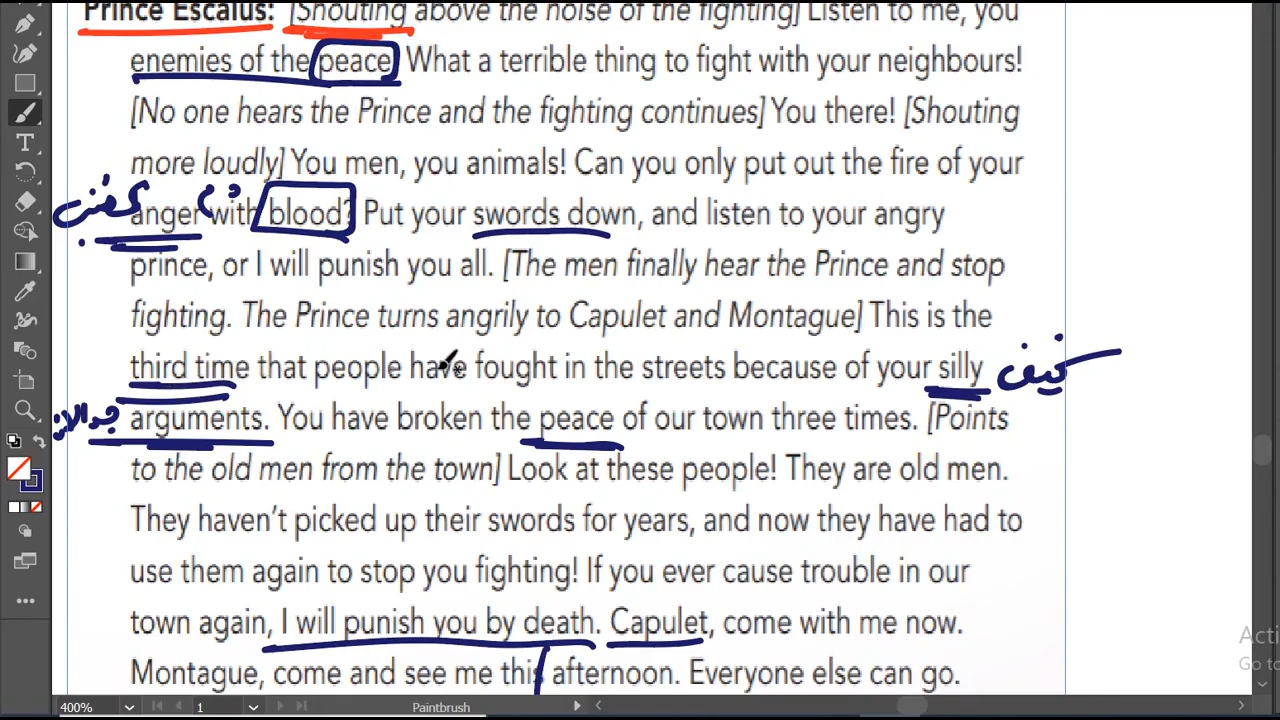 Prince Escalus: [Shouting above the noise of the fighting] Listen to me, you
enemies of the peace! What a terrible thing to fight with your neighbours!
[No one hears the Prince and the fighting continues] You there! [Shouting
more loudly] You men, you animals! Can you only put out the fire of your
anger with blood? Put your swords down, and listen to your angry
prince, or I will punish you all. [The men finally hear the Prince and stop
fighting. The Prince turns angrily to Capulet and Montague] This is the
third time that people have fought in the streets because of your silly
arguments. You have broken the peace of our town three times. [Points
to the old men from the town] Look at these people! They are old men.
They haven't picked up their swords for years, and now they have had to
use them again to stop you fighting! If you ever cause trouble in our
town again, I will punish you by death. Capulet, come with me now.
Montague, come and see me this afternoon. Everyone else can go.
Acti
Go to
400%
1
Paintbrush